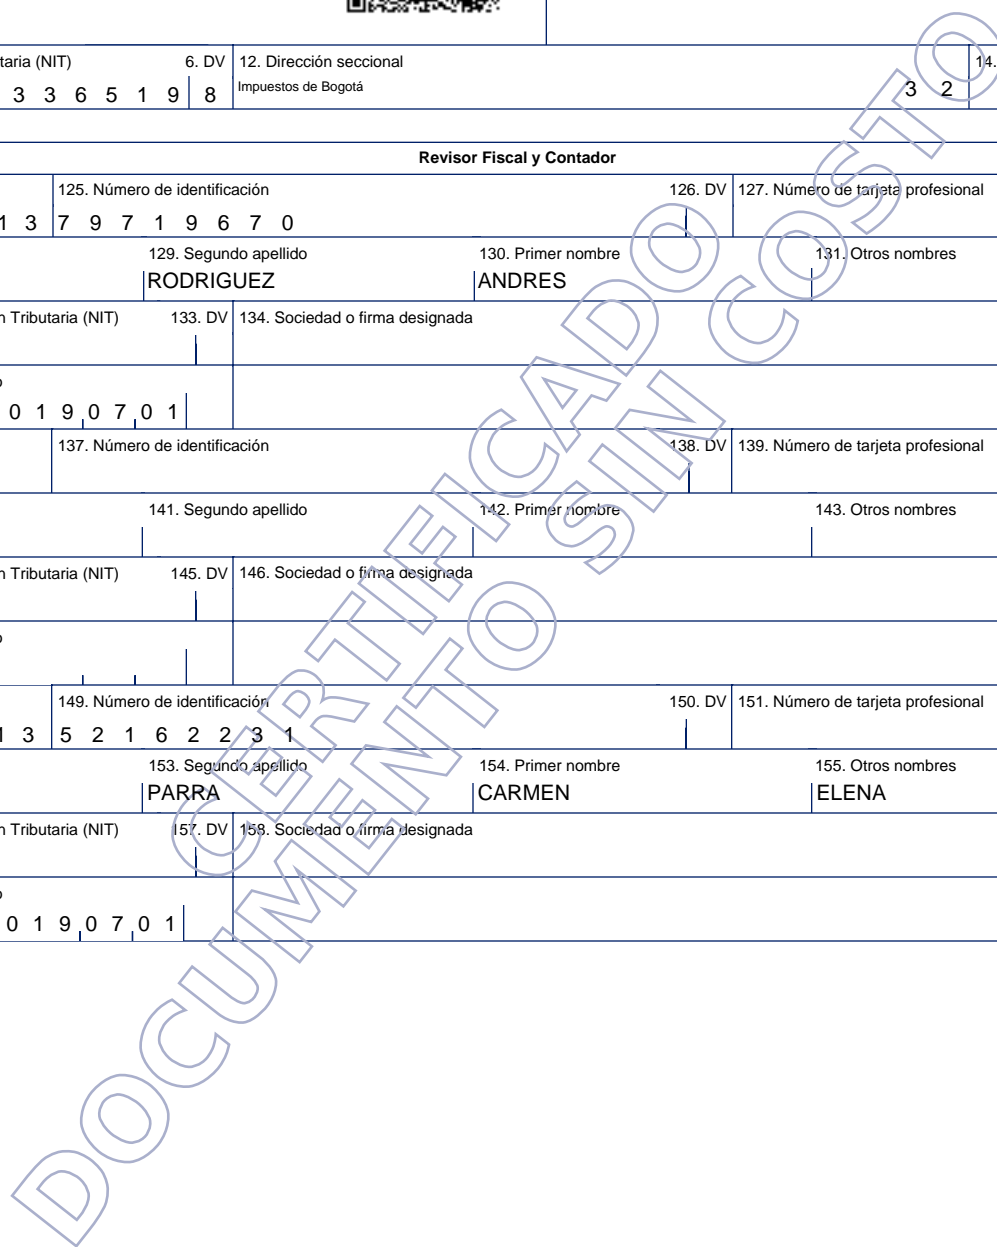 taria (NIT) 6. DV 12. Dirección seccional 14.
3 3 6 5 1 9 8 Impuestos de Bogotá 3 2
Revisor Fiscal y Contador
125. Número de identificación 126. DV 127. Número de tarjeta profesional
1 3 7 9 7 1 9 6 7 0
129. Segundo apellido 130. Primer nombre 131. Otros nombres
RODRIGUEZ ANDRES
n Tributaria (NIT) 133. DV 134. Sociedad o firma designada
o
0 1 9 0 7 0 1
137. Número de identificación 138. DV 139. Número de tarjeta profesional
141. Segundo apellido 142. Primer nombre 143. Otros nombres
n Tributaria (NIT) 145. DV 146. Sociedad o firma designada
o
149. Número de identificación 150. DV 151. Número de tarjeta profesional
1 3 5 2 1 6 2 2 3 1
153. Segundo apellido 154. Primer nombre 155. Otros nombres
PARRA CARMEN ELENA
n Tributaria (NIT) 157. DV 158. Sociedad o firma designada
o
0 1 9 0 7 0 1
CERTIFICADO
DOCUMENTO SIN COSTO